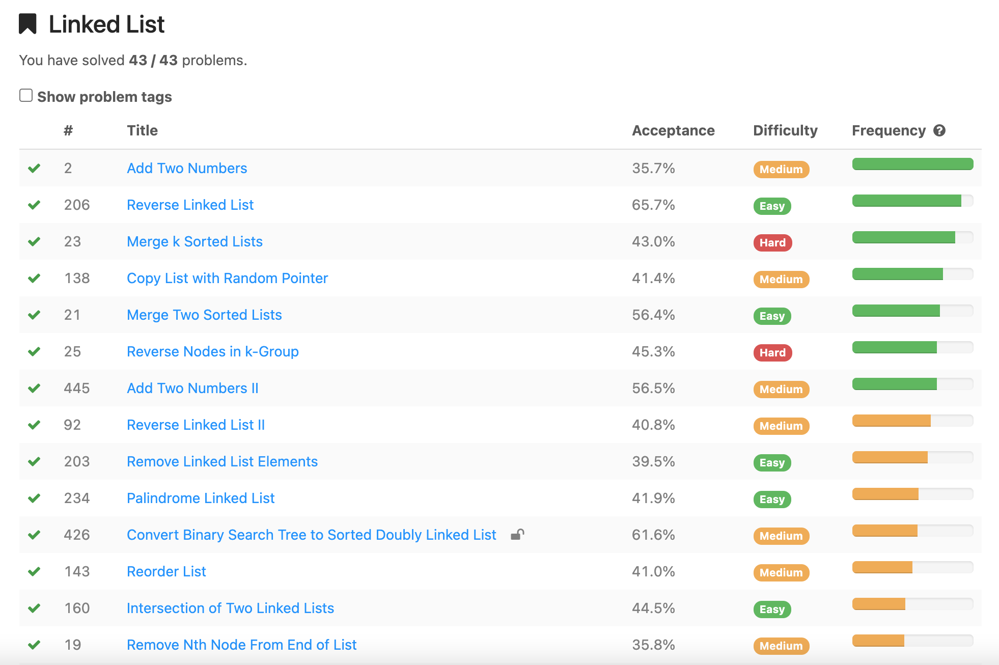 Linked List
You have solved 43 / 43 problems.
Show problem tags
# Title Acceptance Difficulty Frequency ?
2 Add Two Numbers 35.7% Medium
206 Reverse Linked List 65.7% Easy
23 Merge k Sorted Lists 43.0% Hard
138 Copy List with Random Pointer 41.4% Medium
21 Merge Two Sorted Lists 56.4% Easy
25 Reverse Nodes in k-Group 45.3% Hard
445 Add Two Numbers II 56.5% Medium
92 Reverse Linked List II 40.8% Medium
203 Remove Linked List Elements 39.5% Easy
234 Palindrome Linked List 41.9% Easy
426 Convert Binary Search Tree to Sorted Doubly Linked List 61.6% Medium
143 Reorder List 41.0% Medium
160 Intersection of Two Linked Lists 44.5% Easy
19 Remove Nth Node From End of List 35.8% Medium